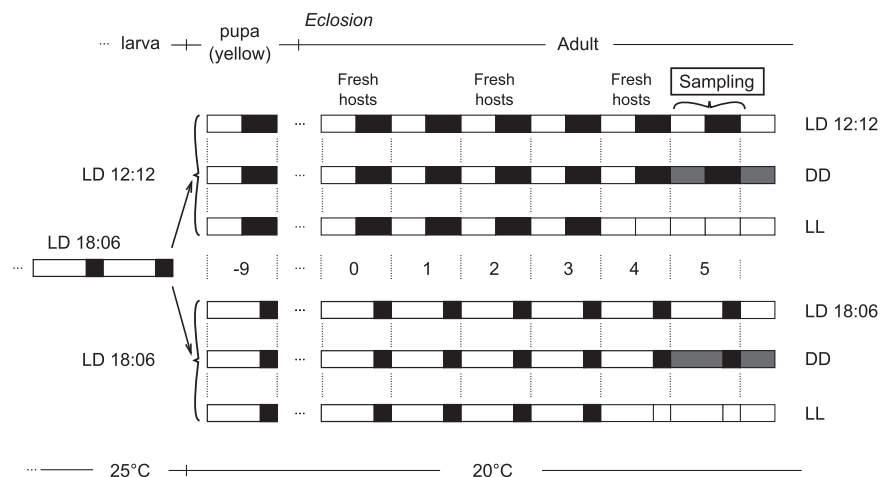 Eclosion
··· larva
pupa
(yellow)
Adult
Fresh
hosts
Fresh
hosts
Fresh
hosts
Sampling
LD 12:12
··· LD 12:12
··· DD
··· LL
LD 18:06
···
-9 ··· 0 1 2 3 4 5
LD 18:06
··· LD 18:06
··· DD
··· LL
··· 25°C 20°C